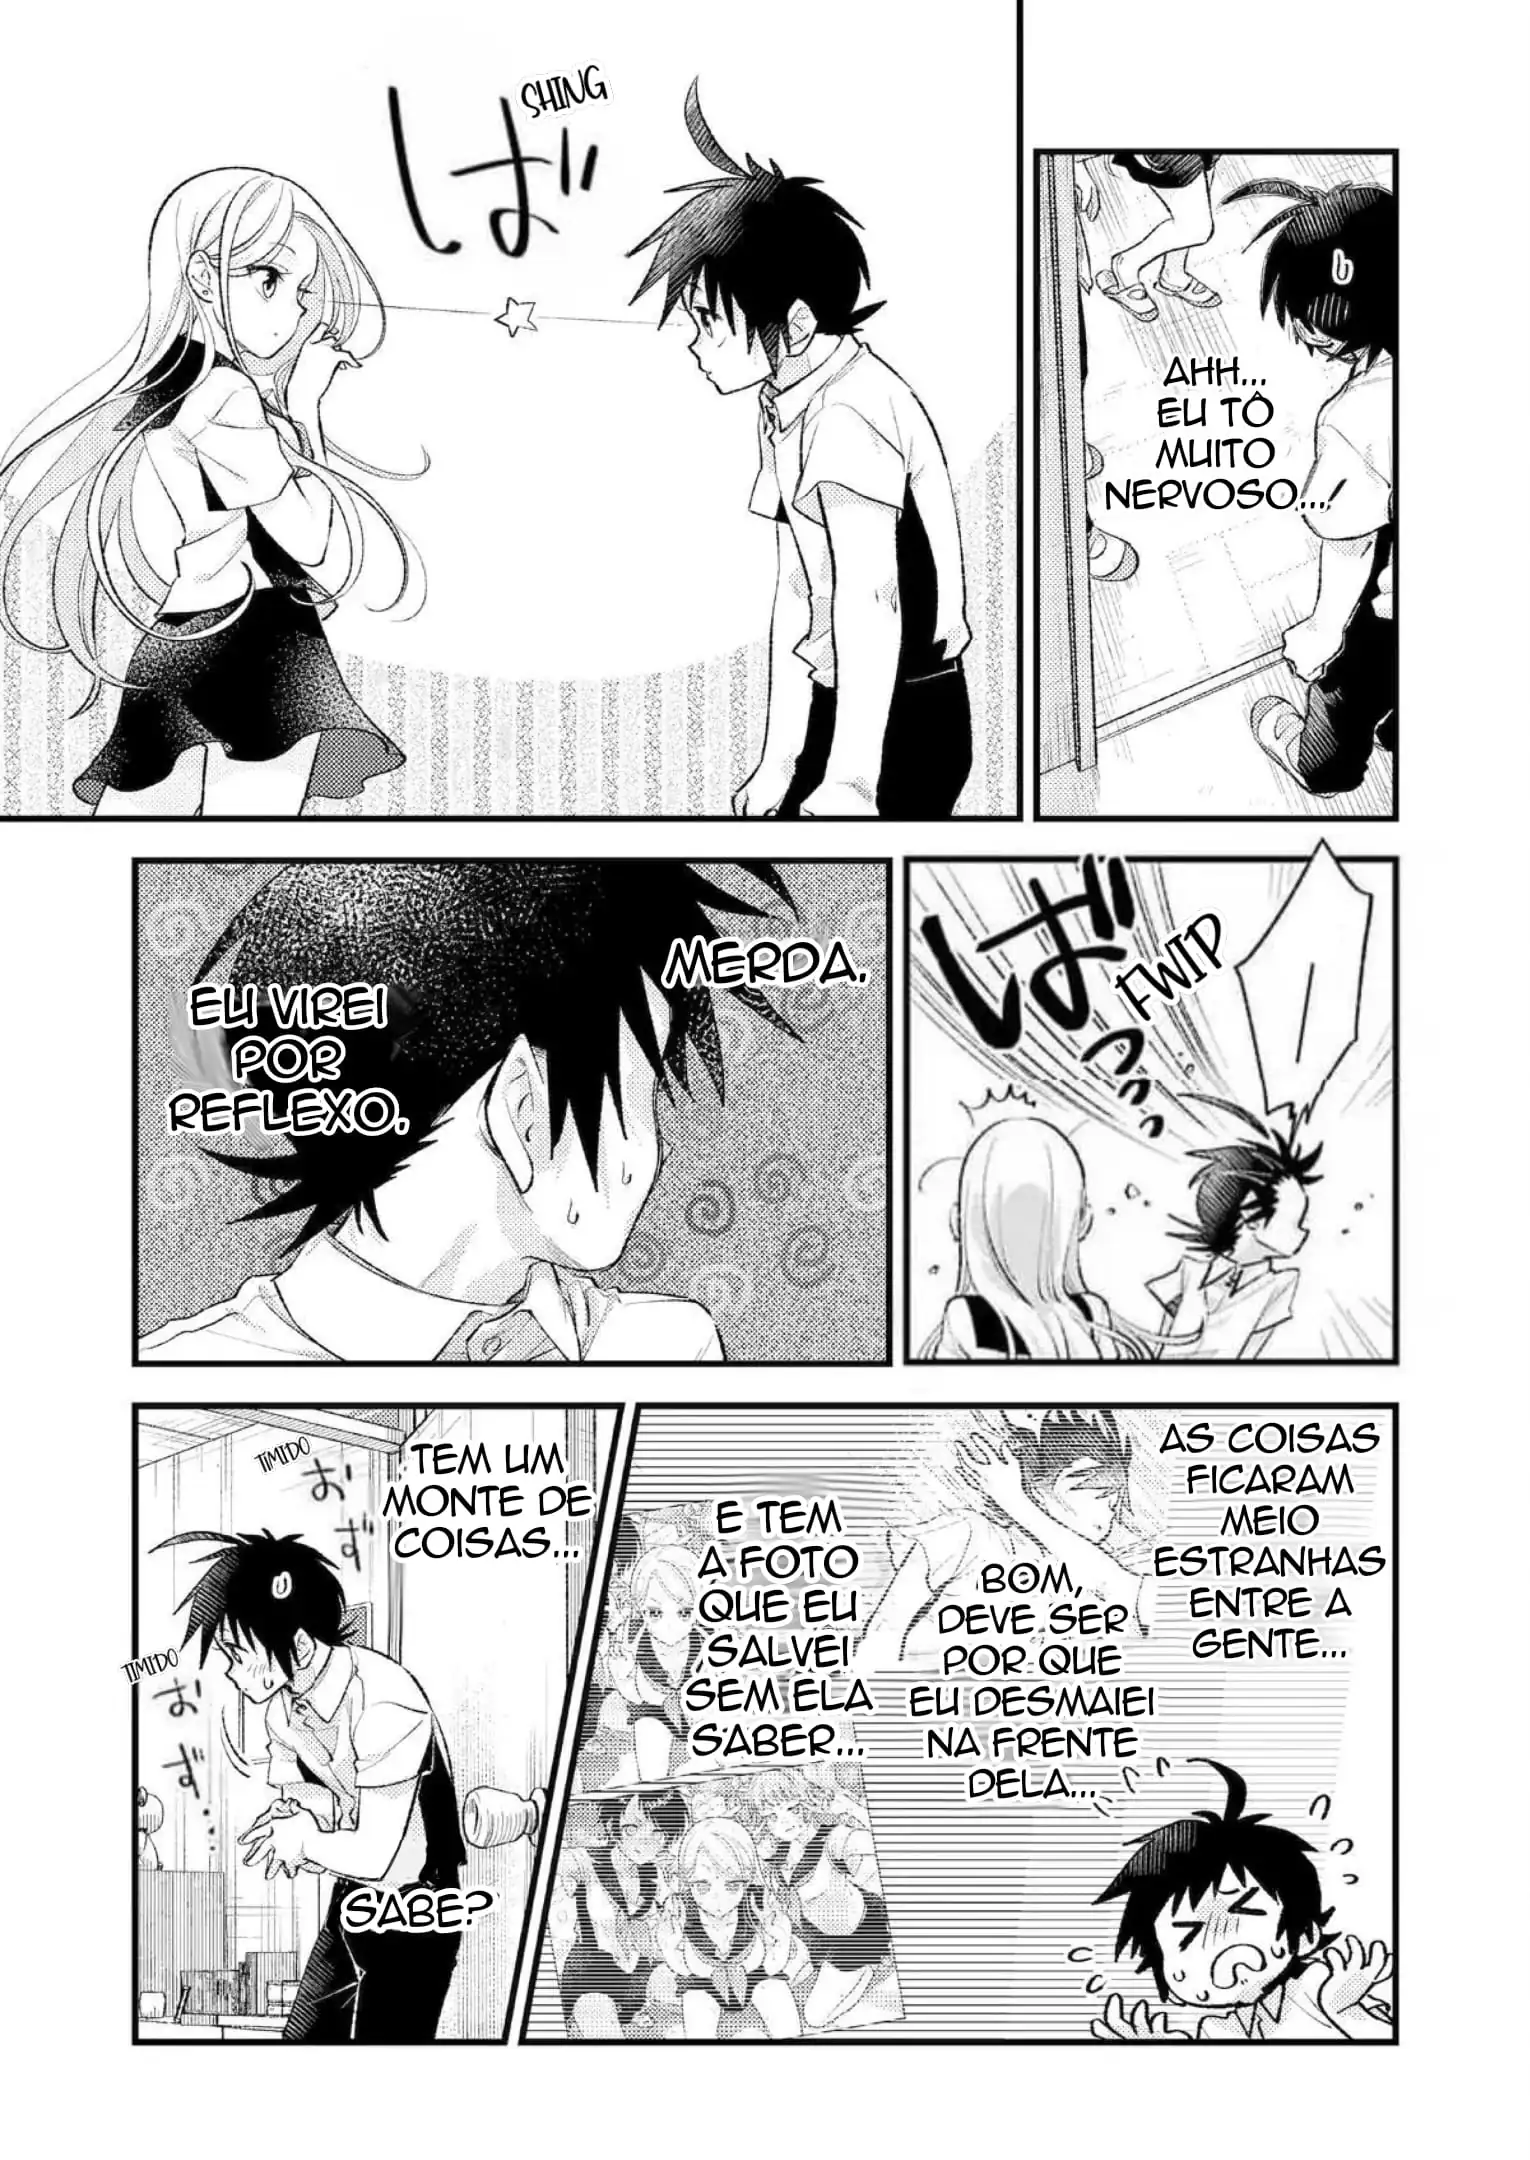 AHH...
EU TÔ
MUITO
NERVOSO...
SHING
ばっ
FWIP
ばっっ
MERDA.
EU VIREI
POR
REFLEXO.
AS COISAS
FICARAM
MEIO
ESTRANHAS
ENTRE A
GENTE...
BOM,
DEVE SER
POR QUE
EU DESMAIEI
NA FRENTE
DELA...
E TEM
A FOTO
QUE EU
SALVEI
SEM ELA
SABER...
TEM UM
MONTE DE
COISAS...
TÍMIDO
おず
TÍMIDO
おず...
SABE?